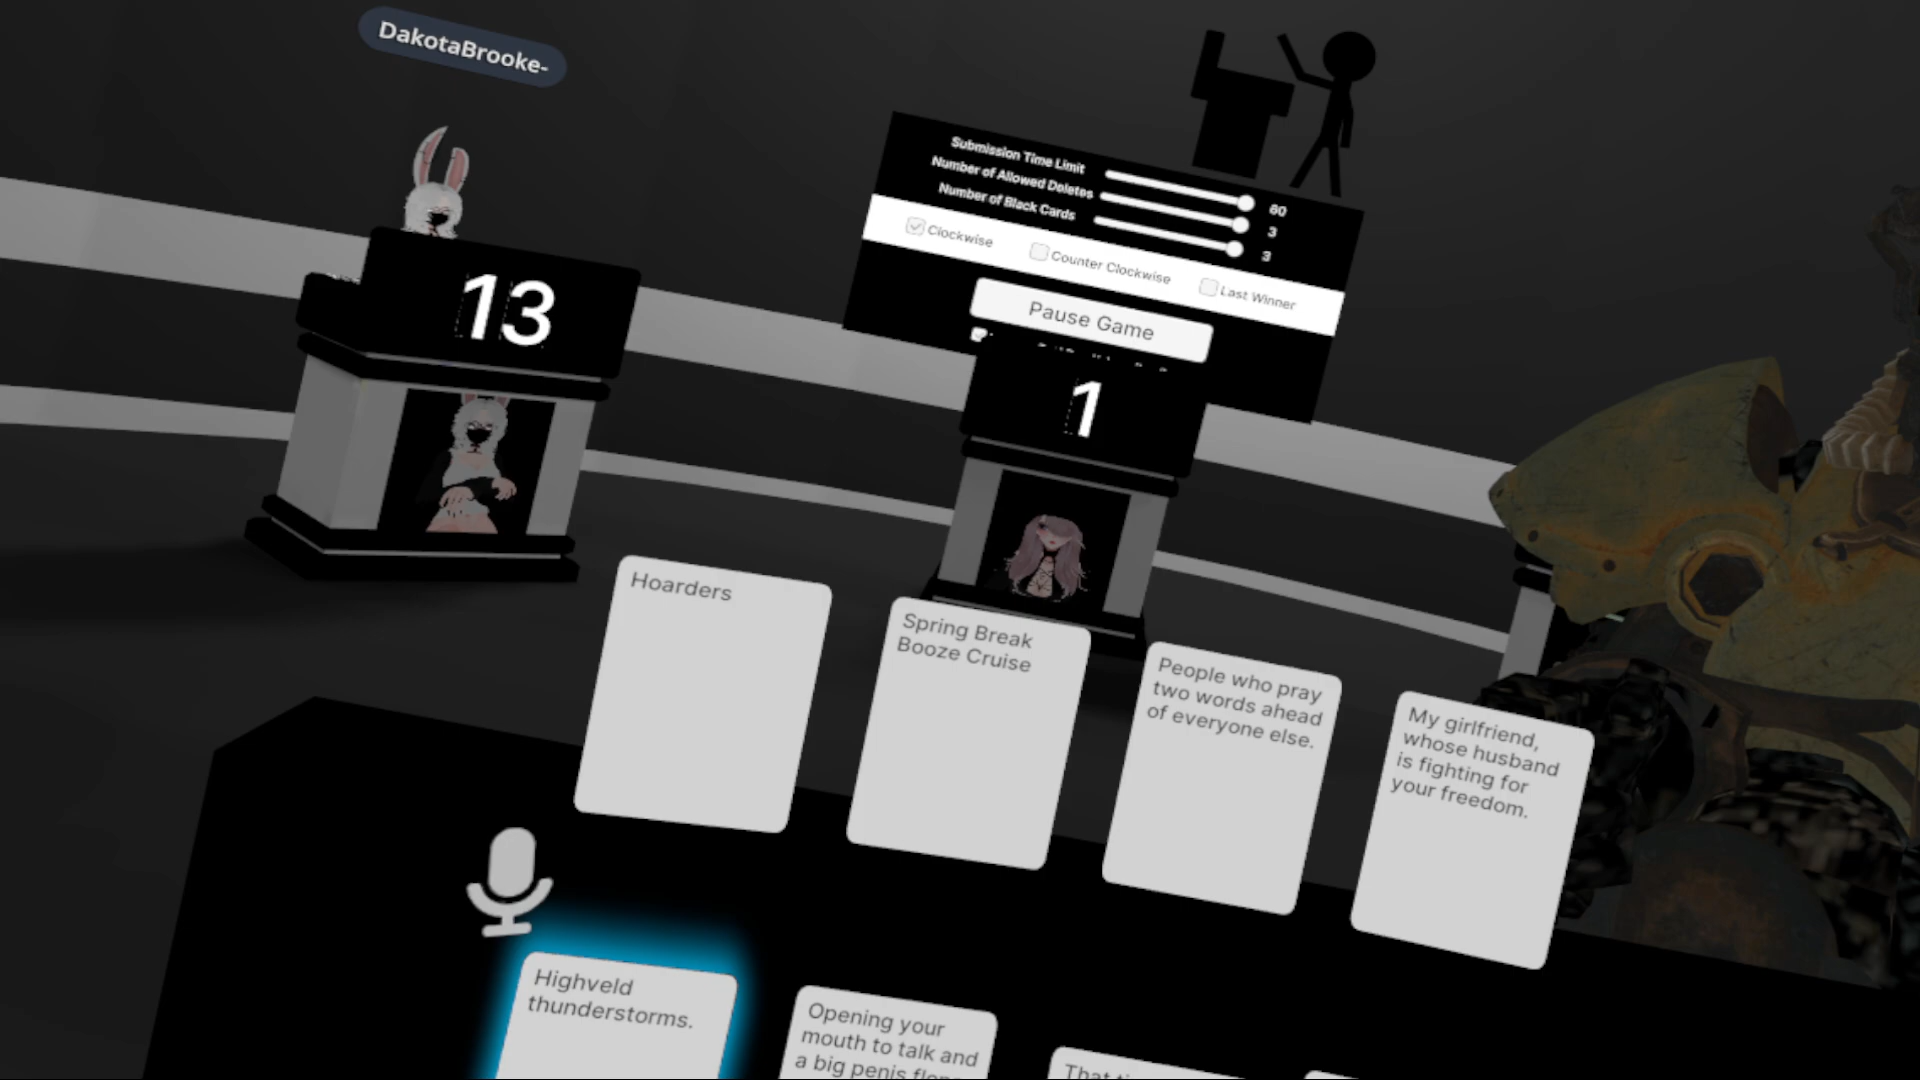 DakotaBrooke-
Submission Time Limit
60
Number of Allowed Deletes
3
Number of Black Cards
3
Clockwise
Counter Clockwise
Last Winner
Pause Game
13
1
Hoarders
Spring Break
Booze Cruise
People who pray
two words ahead
of everyone else.
My girlfriend,
whose husband
is fighting for
your freedom.
Highveld
thunderstorms.
Opening your
mouth to talk and
a big penis